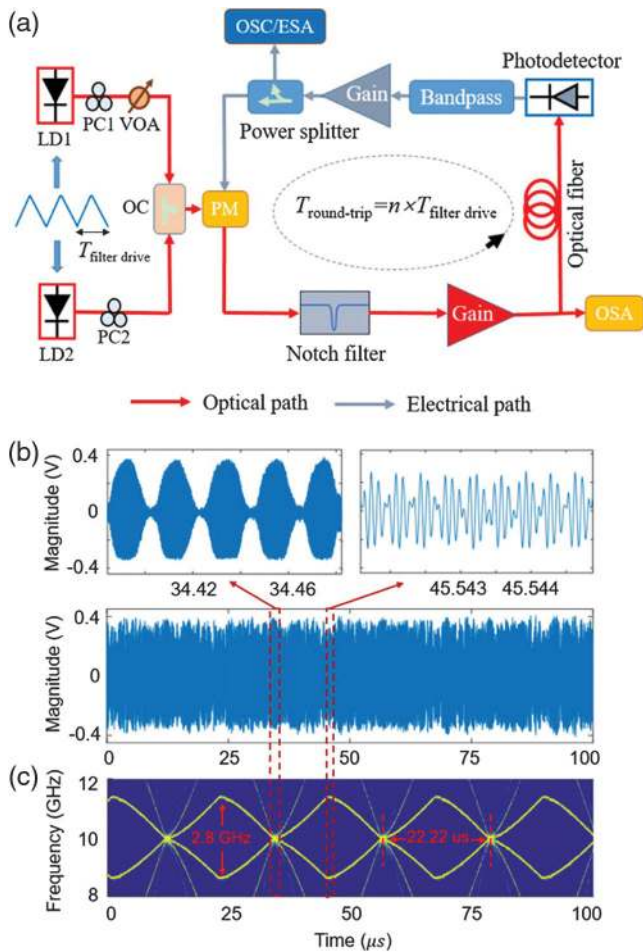 (a)
OSC/ESA
Photodetector
LD1
PC1
VOA
Power splitter
Gain
Bandpass
OC
PM
T round-trip=n×T filter drive
Optical fiber
T filter drive
LD2
PC2
Notch filter
Gain
OSA
Optical path
Electrical path
(b)
Magnitude (V)
0.4
0
-0.4
34.42 34.46
45.543 45.544
Magnitude (V)
0.4
0
-0.4
0 25 50 75 100
(c)
Frequency (GHz)
12
10
8
2.8 GHz
22.22 us
0 25 50 75 100
Time (μs)